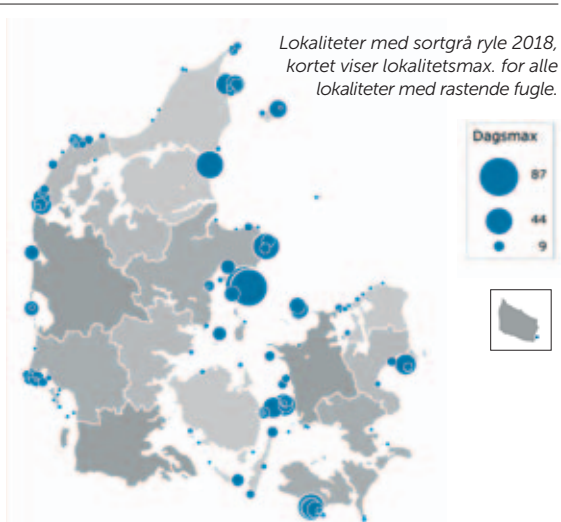 Lokaliteter med sortgrå ryle 2018,
kortet viser lokalitetsmax. for alle
lokaliteter med rastende fugle.
Dagsmax
87
44
9